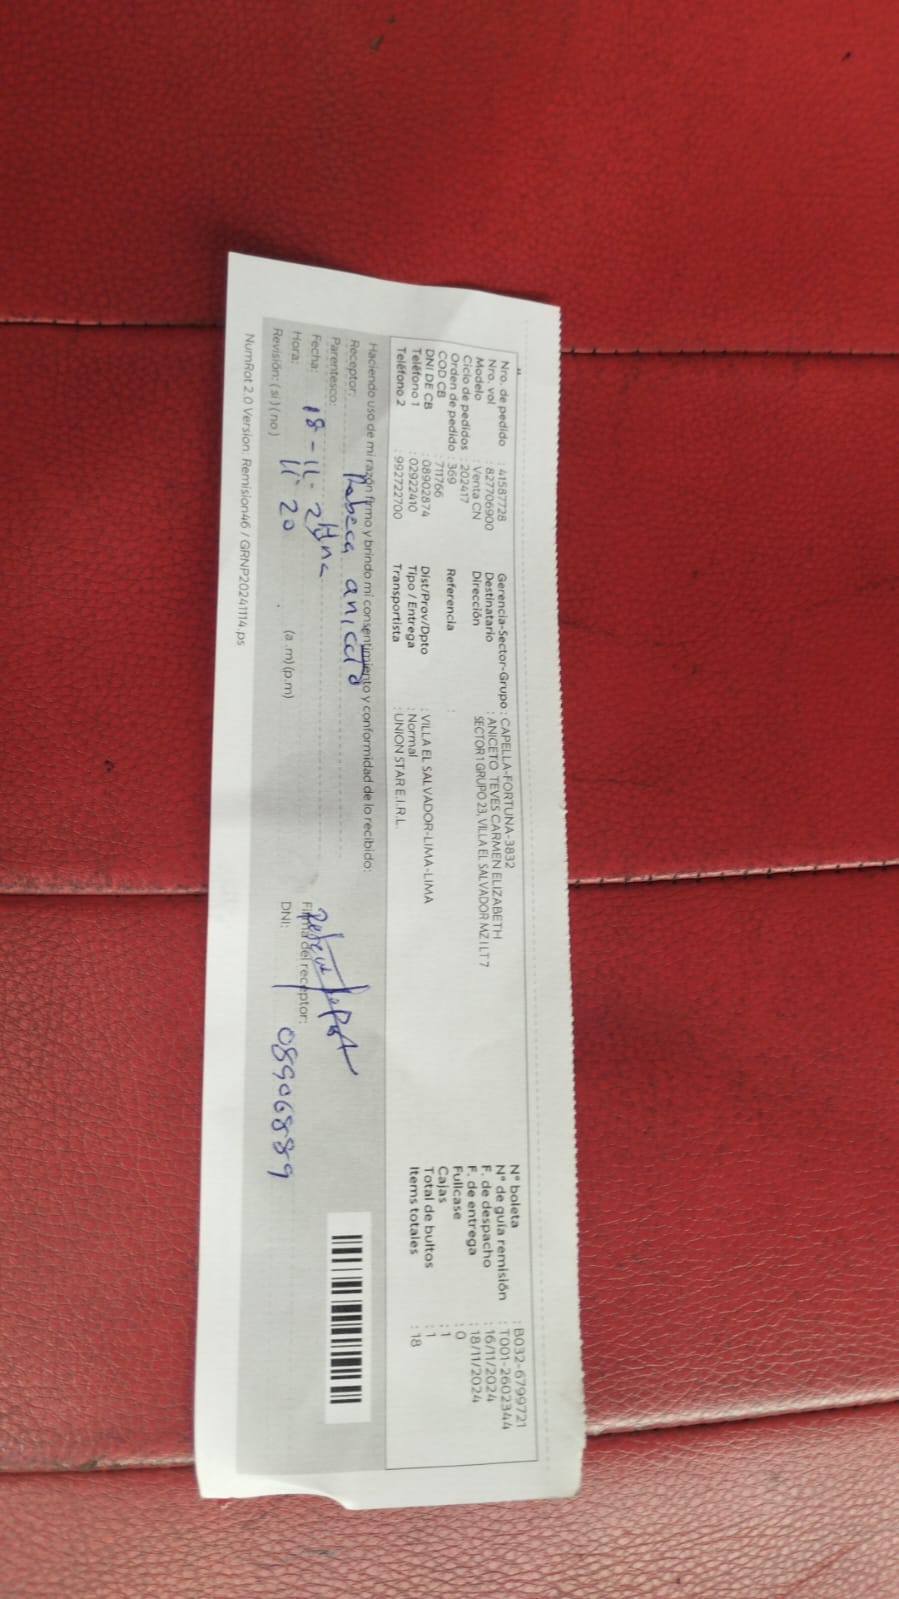 Nro. de pedido : 41587728
Nro. vol : 827706900
Modelo : Venta CN
Ciclo de pedidos : 202417
Orden de pedido : 369
COD CB : 711766
DNI DE CB : 08902874
Teléfono 1 : 02922410
Teléfono 2 : 992722700
Gerencia-Sector-Grupo : CAPELLA-FORTUNA-3832
Destinatario : ANICETO TEVES CARMEN ELIZABETH
Dirección SECTOR 1 GRUPO 23, VILLA EL SALVADOR MZ I LT 7
Referencia :
Dist/Prov/Dpto : VILLA EL SALVADOR-LIMA-LIMA
Tipo / Entrega : Normal
Transportista : UNION STAR E.I.R.L.
N° boleta : B032-6799721
N° de guía remisión : T001-2602344
F. de despacho : 16/11/2024
F. de entrega : 18/11/2024
Fullcase : 0
Cajas : 1
Total de bultos : 1
Items totales : 18
Haciendo uso de mi razón firmo y brindo mi consentimiento y conformidad de lo recibido:
Receptor: Rabeca aniceto
Parentesco:
Fecha: 18-11-24
Hora: 11 20 (a.m)(p.m)
Revisión: (si) (no)
Firma del receptor:
DNI: 08906889
NumRot 2.0 Version: Remision46 / GRNP20241114.ps